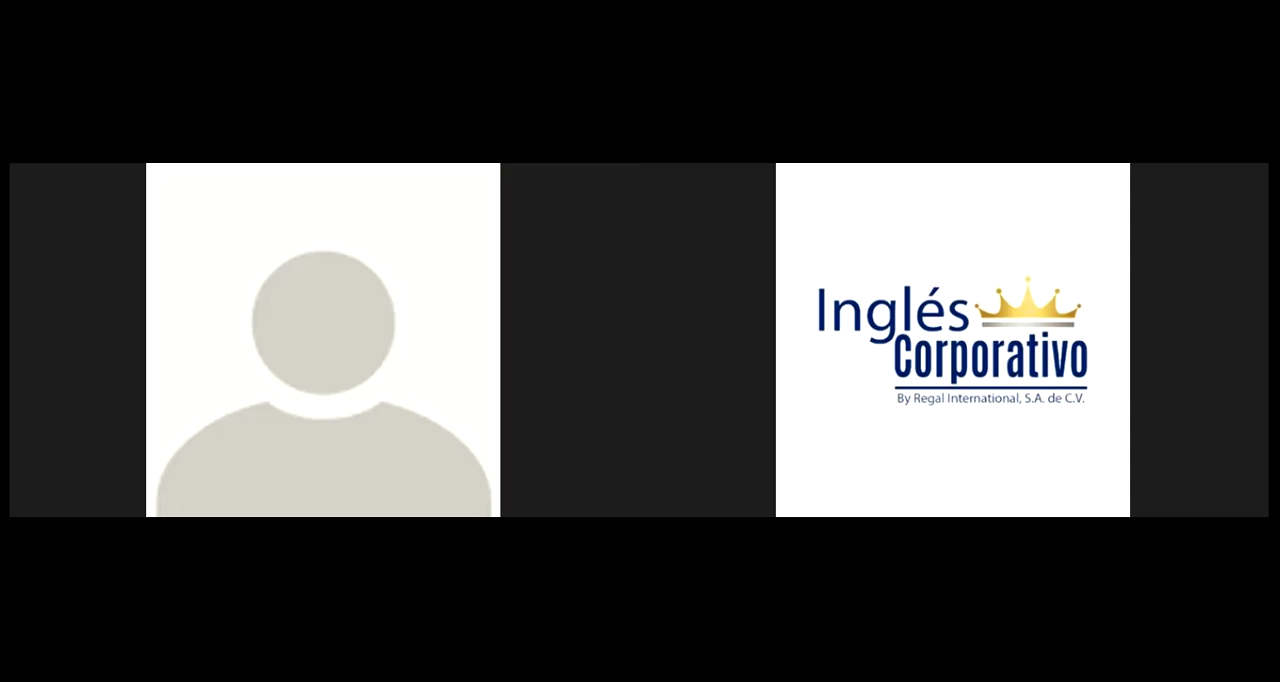 Inglés
Corporativo
By Regal International, S.A. de C.V.